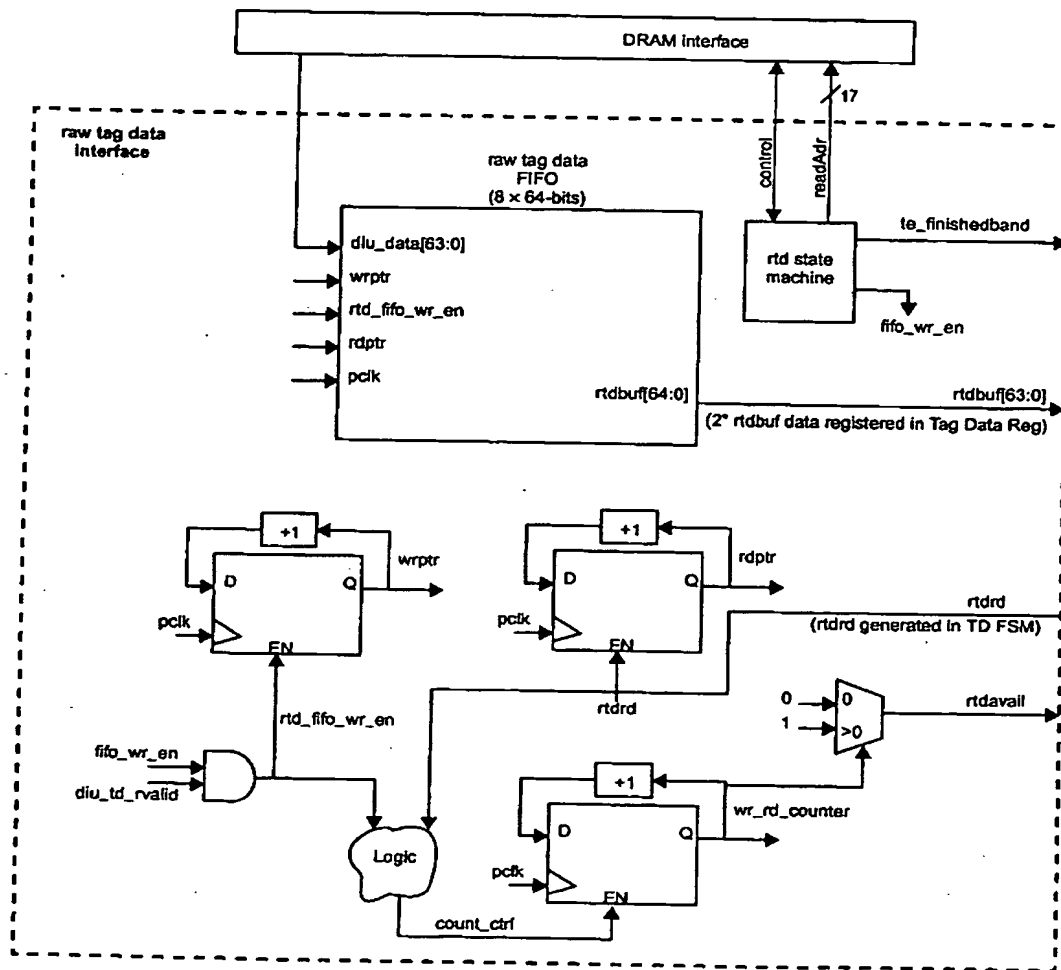 DRAM interface
17
raw tag data
interface
raw tag data
FIFO
(8 × 64-bits)
control
readAdr
diu_data[63:0]
wrptr
rtd_fifo_wr_en
rdptr
pclk
rtdbuf[64:0]
rtd state
machine
te_finishedband
fifo_wr_en
rtdbuf[63:0]
(2* rtdbuf data registered in Tag Data Reg)
+1
wrptr
D
Q
pclk
EN
+1
rdptr
D
Q
pclk
EN
rtdrd
(rtdrd generated in TD FSM)
rtdrd
rtd_fifo_wr_en
fifo_wr_en
diu_td_rvalid
0
0
1
>0
rtdavail
+1
wr_rd_counter
D
Q
pclk
EN
Logic
count_ctrl